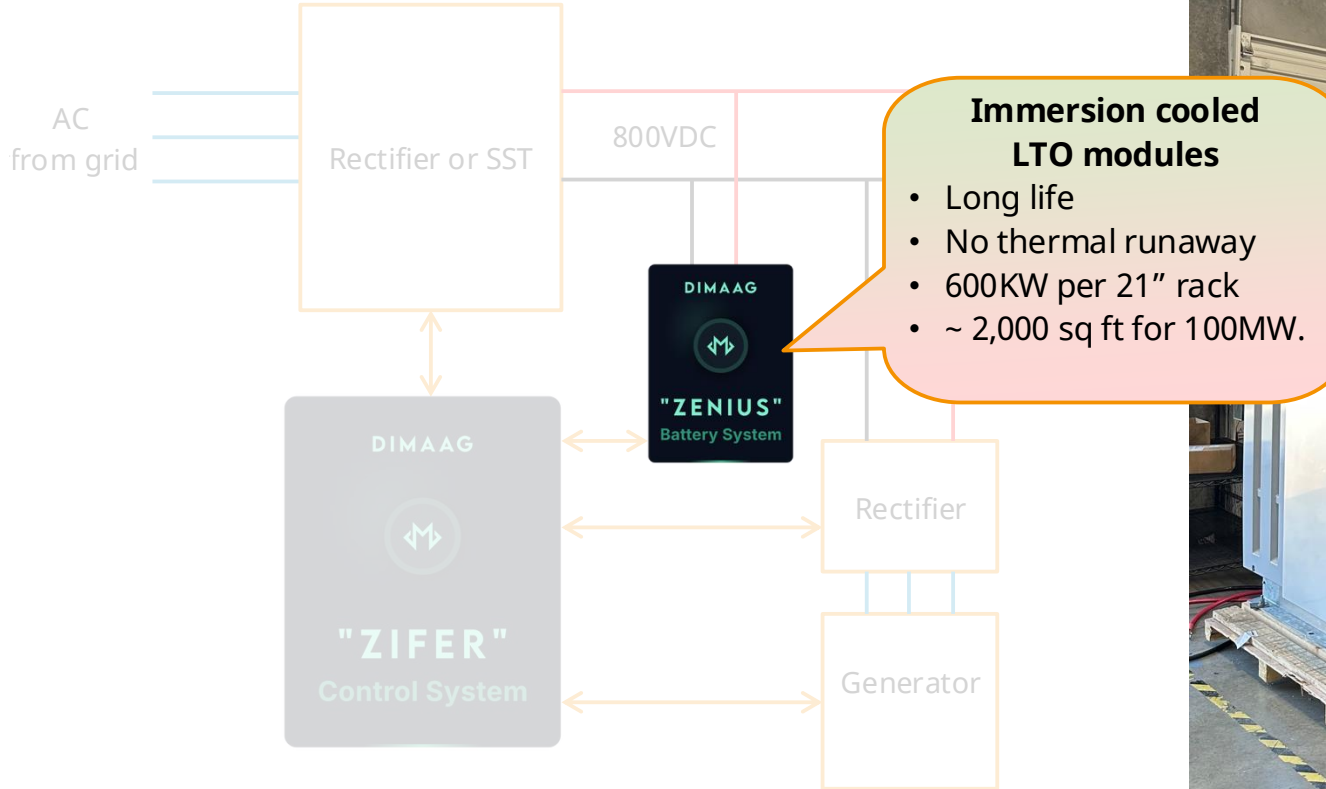 AC
from grid
Rectifier or SST
800VDC
Immersion cooled
LTO modules
• Long life
• No thermal runaway
• 600KW per 21” rack
• ~ 2,000 sq ft for 100MW.
DIMAAG
"ZENIUS"
Battery System
DIMAAG
"ZIFER"
Control System
Rectifier
Generator